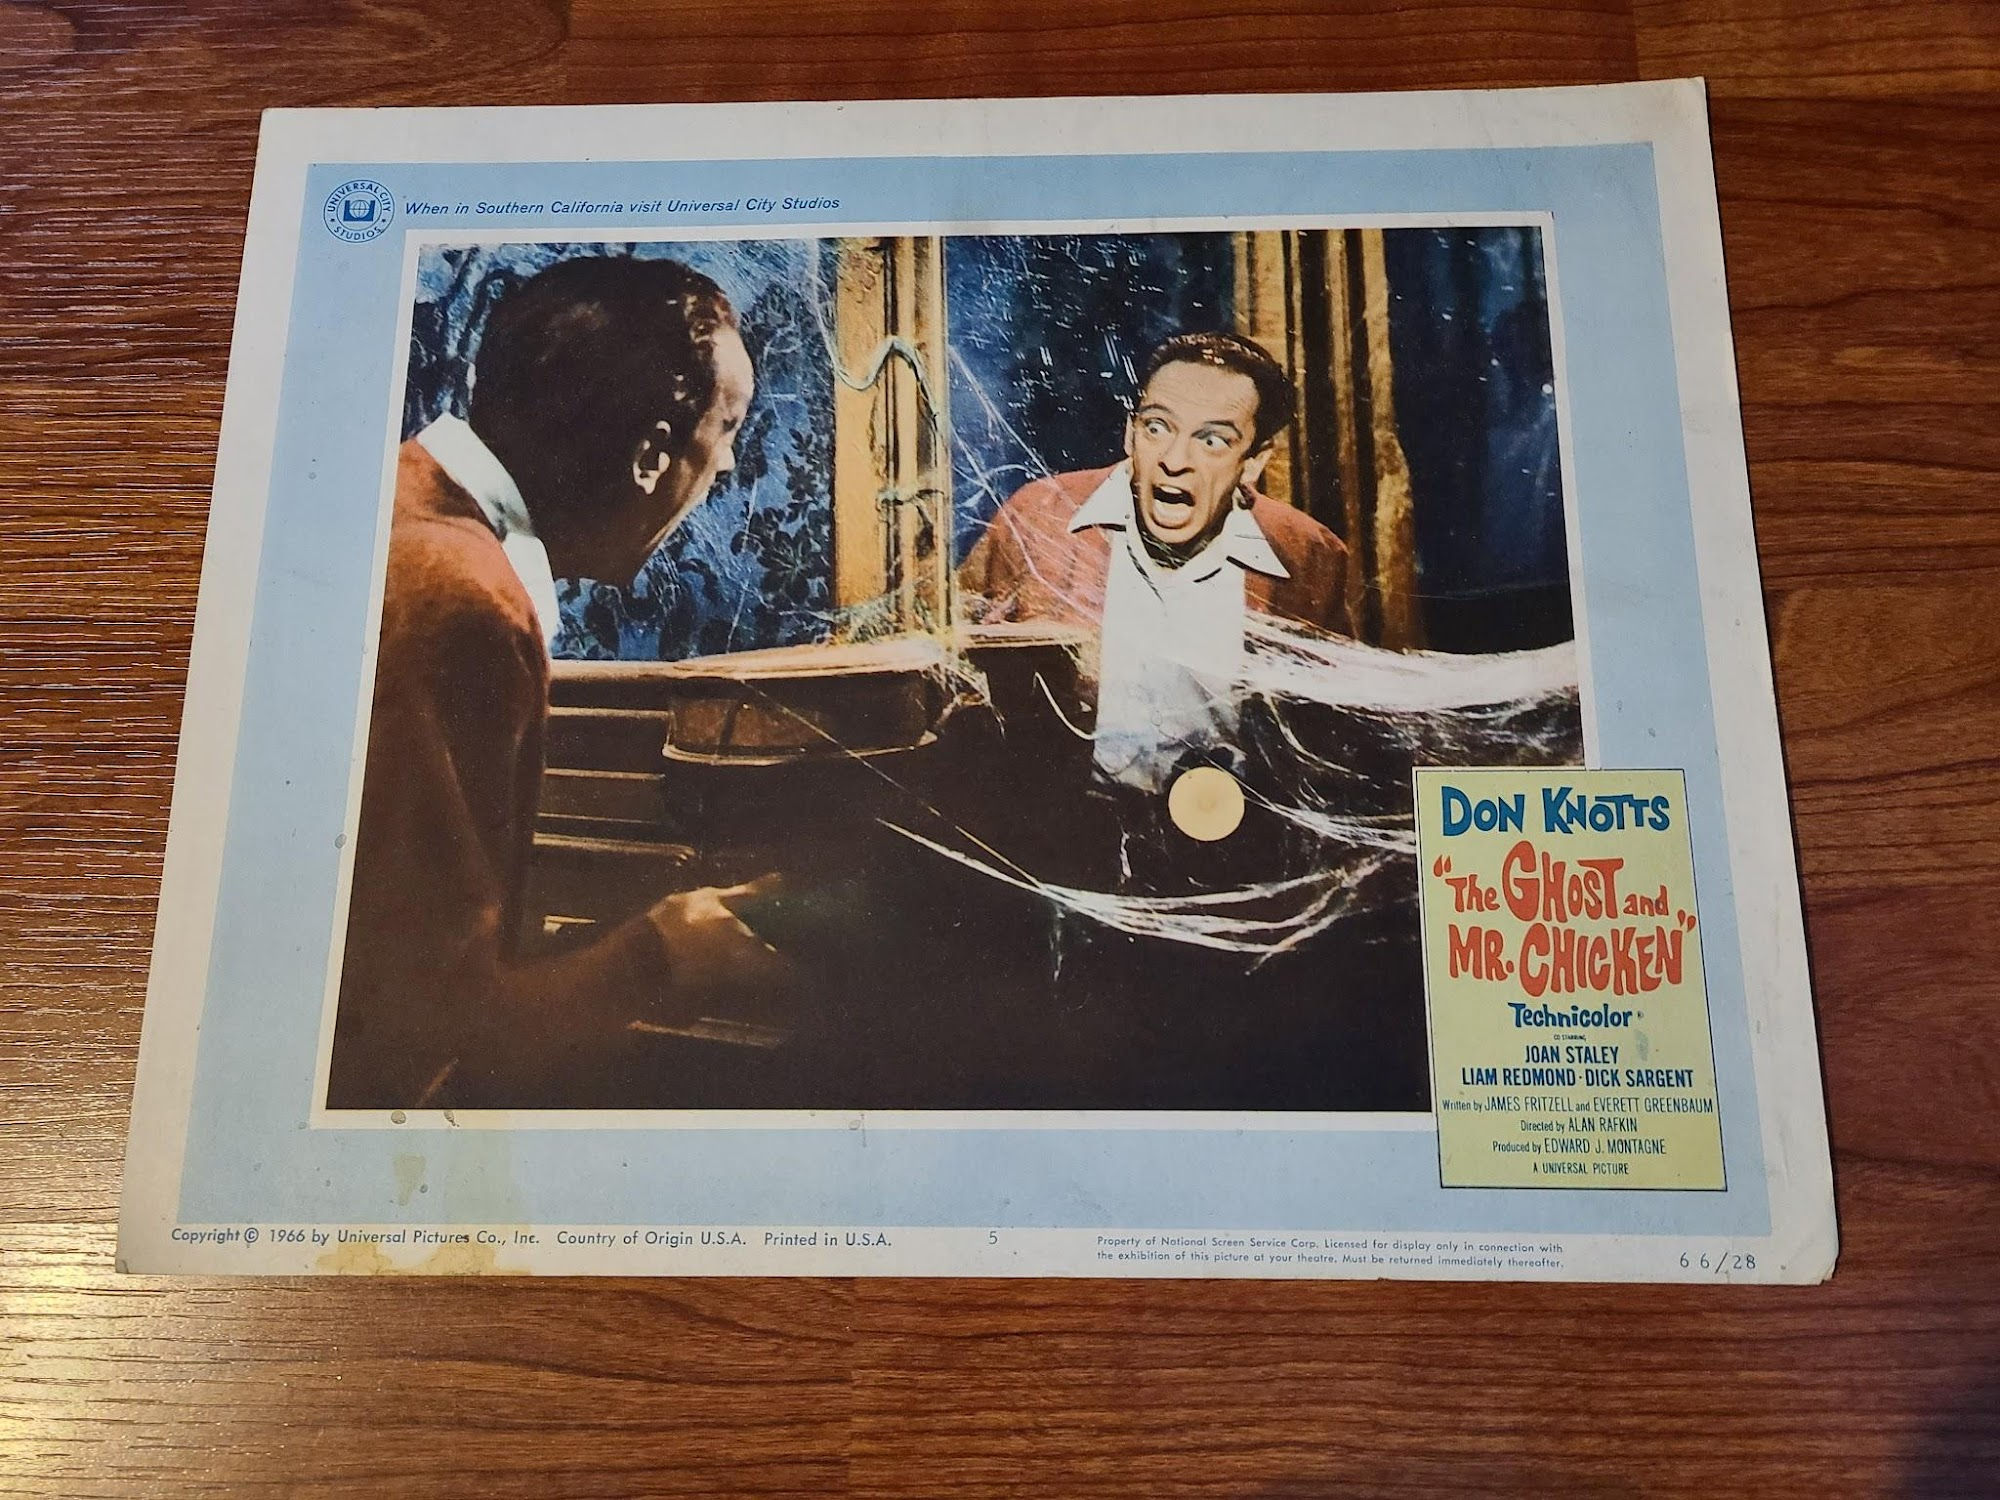 UNIVERSAL CITY
STUDIOS
When in Southern California visit Universal City Studios
DON KNOTTS
"The GHOST and
MR. CHICKEN"
Technicolor®
CO STARRING
JOAN STALEY
LIAM REDMOND · DICK SARGENT
Written by JAMES FRITZELL and EVERETT GREENBAUM
Directed by ALAN RAFKIN
Produced by EDWARD J. MONTAGNE
A UNIVERSAL PICTURE
Copyright © 1966 by Universal Pictures Co., Inc. Country of Origin U.S.A. Printed in U.S.A.
5
Property of National Screen Service Corp. Licensed for display only in connection with
the exhibition of this picture at your theatre. Must be returned immediately thereafter.
66/28